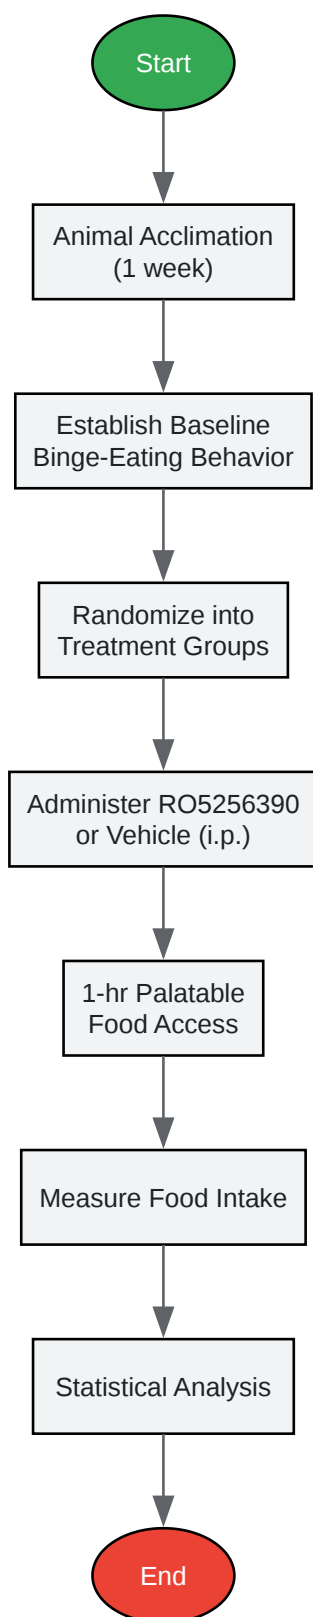 Start
Animal Acclimation
(1 week)
Establish Baseline
Binge-Eating Behavior
Randomize into
Treatment Groups
Administer RO5256390
or Vehicle (i.p.)
1-hr Palatable
Food Access
Measure Food Intake
Statistical Analysis
End